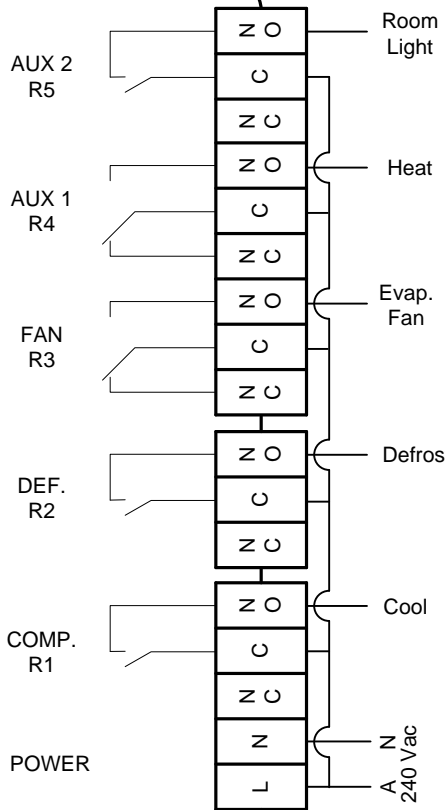 AUX 2
R5
N O
C
N C
Room
Light
AUX 1
R4
N O
C
N C
Heat
FAN
R3
N O
C
N C
Evap.
Fan
DEF.
R2
N O
C
N C
Defros
COMP.
R1
N O
C
N C
Cool
POWER
N
L
N
A
240 Vac